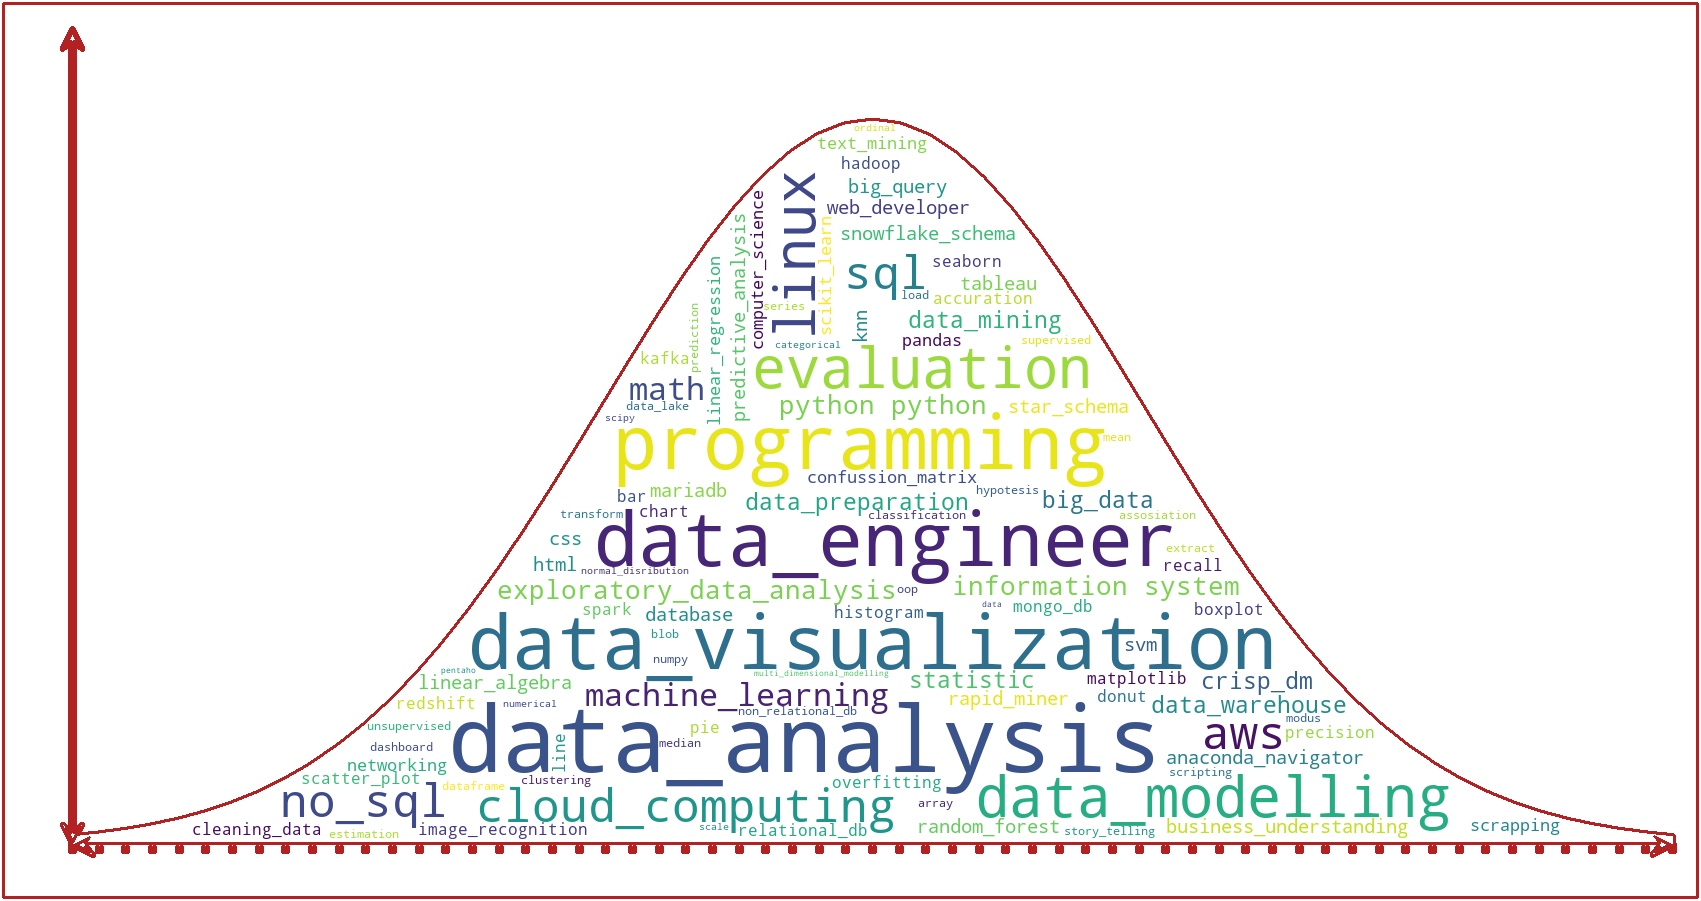 ordinal
text_mining
hadoop
big_query
linux
computer_science
web_developer
predictive_analysis
scikit_learn
snowflake_schema
linear_regression
sql
seaborn
tableau
load
accuration
series
prediction
knn
data_mining
pandas
supervised
categorical
kafka
evaluation
math
data_lake
python python
star_schema
scipy
programming
mean
confussion_matrix
bar
mariadb
hypotesis
data_preparation
big_data
transform
chart
classification
assosiation
data_engineer
css
extract
html
normal_disribution
recall
exploratory_data_analysis
oop
information system
spark
database
histogram
data
mongo_db
boxplot
blob
data_visualization
svm
numpy
pentaho
multi_dimensional_modelling
linear_algebra
statistic
matplotlib
crisp_dm
machine_learning
rapid_miner
donut
redshift
numerical
non_relational_db
data_warehouse
unsupervised
pie
modus
data_analysis
aws
precision
dashboard
line
median
networking
anaconda_navigator
scatter_plot
clustering
scripting
dataframe
overfitting
no_sql
cloud_computing
array
data_modelling
cleaning_data
estimation
image_recognition
scale
relational_db
random_forest
story_telling
business_understanding
scrapping